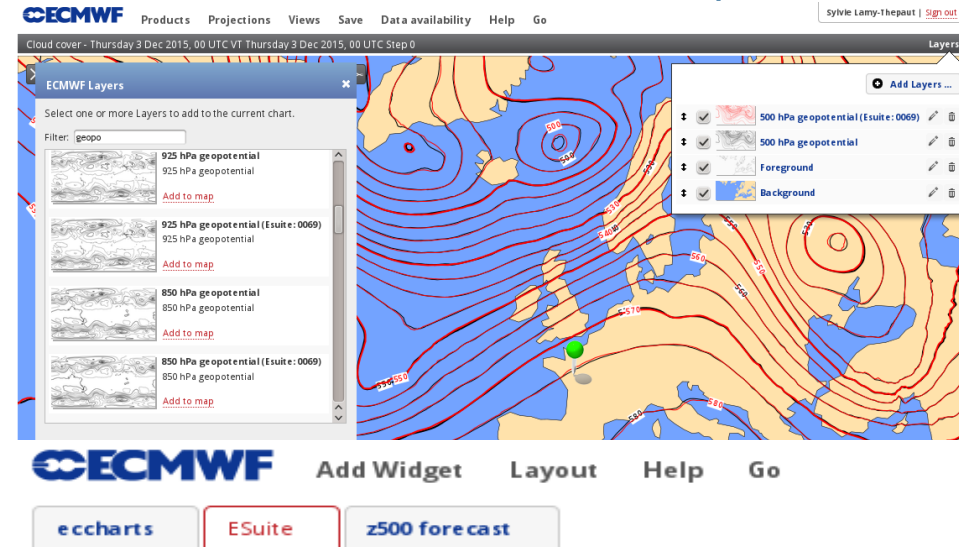 ECMWF Products Projections Views Save Data availability Help Go
Sylvie Lamy-Thepaut | Sign out
Cloud cover - Thursday 3 Dec 2015, 00 UTC VT Thursday 3 Dec 2015, 00 UTC Step 0
Layers
ECMWF Layers
Select one or more Layers to add to the current chart.
Filter: geopo
925 hPa geopotential
925 hPa geopotential
Add to map
925 hPa geopotential (Esuite: 0069)
925 hPa geopotential
Add to map
850 hPa geopotential
850 hPa geopotential
Add to map
850 hPa geopotential (Esuite: 0069)
850 hPa geopotential
Add to map
Add Layers ...
500 hPa geopotential (Esuite: 0069)
500 hPa geopotential
Foreground
Background
500
500
530
560
550
560
570
550
580
580
ECMWF Add Widget Layout Help Go
eccharts ESuite z500 forecast